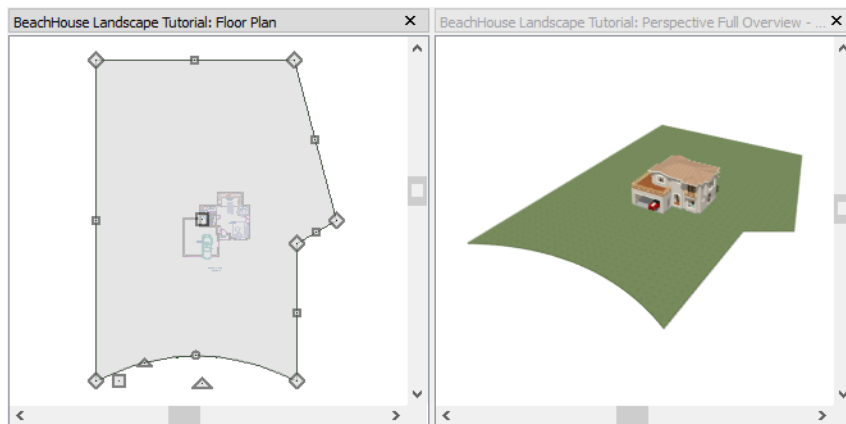 BeachHouse Landscape Tutorial: Floor Plan
BeachHouse Landscape Tutorial: Perspective Full Overview - ...